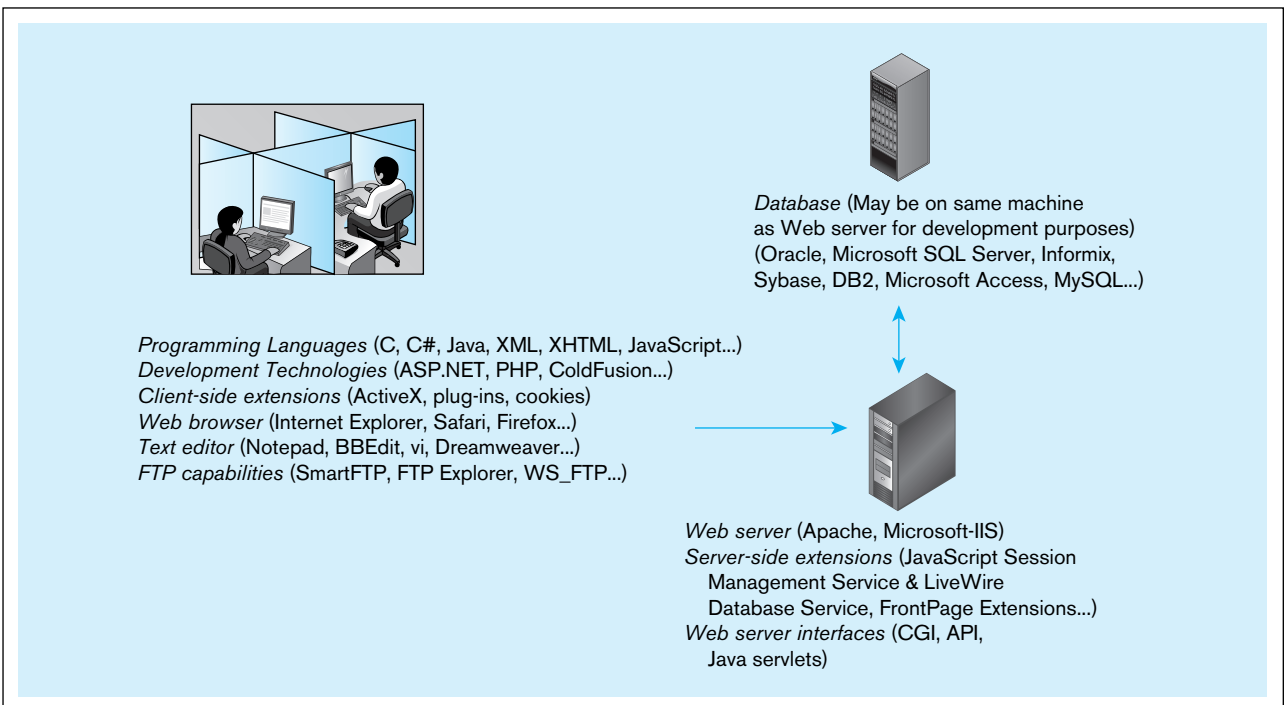 Database (May be on same machine
as Web server for development purposes)
(Oracle, Microsoft SQL Server, Informix,
Sybase, DB2, Microsoft Access, MySQL...)
Programming Languages (C, C#, Java, XML, XHTML, JavaScript...)
Development Technologies (ASP.NET, PHP, ColdFusion...)
Client-side extensions (ActiveX, plug-ins, cookies)
Web browser (Internet Explorer, Safari, Firefox...)
Text editor (Notepad, BBEdit, vi, Dreamweaver...)
FTP capabilities (SmartFTP, FTP Explorer, WS_FTP...)
Web server (Apache, Microsoft-IIS)
Server-side extensions (JavaScript Session
Management Service & LiveWire
Database Service, FrontPage Extensions...)
Web server interfaces (CGI, API,
Java servlets)